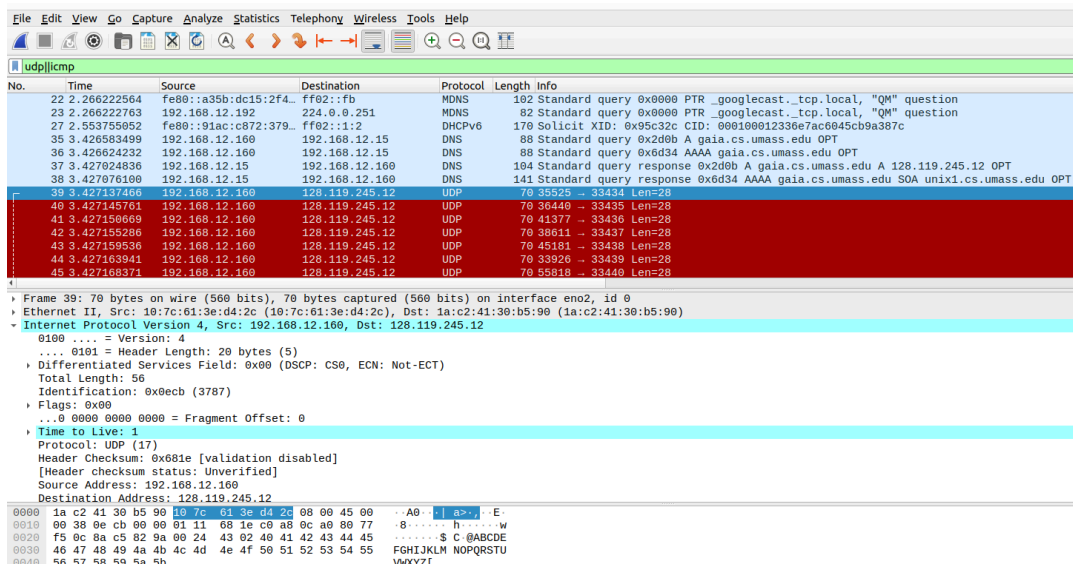 File Edit View Go Capture Analyze Statistics Telephony Wireless Tools Help
udp||icmp
No. Time Source Destination Protocol Length Info
22 2.266222564 fe80::a35b:dc15:2f4… ff02::fb MDNS 102 Standard query 0x0000 PTR _googlecast._tcp.local, "QM" question
23 2.266222763 192.168.12.192 224.0.0.251 MDNS 82 Standard query 0x0000 PTR _googlecast._tcp.local, "QM" question
27 2.553755052 fe80::91ac:c872:379… ff02::1:2 DHCPv6 170 Solicit XID: 0x95c32c CID: 000100012336e7ac6045cb9a387c
35 3.426583499 192.168.12.160 192.168.12.15 DNS 88 Standard query 0x2d0b A gaia.cs.umass.edu OPT
36 3.426624232 192.168.12.160 192.168.12.15 DNS 88 Standard query 0x6d34 AAAA gaia.cs.umass.edu OPT
37 3.427024836 192.168.12.15 192.168.12.160 DNS 104 Standard query response 0x2d0b A gaia.cs.umass.edu A 128.119.245.12 OPT
38 3.427076100 192.168.12.15 192.168.12.160 DNS 141 Standard query response 0x6d34 AAAA gaia.cs.umass.edu SOA unix1.cs.umass.edu OPT
39 3.427137466 192.168.12.160 128.119.245.12 UDP 70 35525 → 33434 Len=28
40 3.427145761 192.168.12.160 128.119.245.12 UDP 70 36440 → 33435 Len=28
41 3.427150669 192.168.12.160 128.119.245.12 UDP 70 41377 → 33436 Len=28
42 3.427155286 192.168.12.160 128.119.245.12 UDP 70 38611 → 33437 Len=28
43 3.427159536 192.168.12.160 128.119.245.12 UDP 70 45181 → 33438 Len=28
44 3.427163941 192.168.12.160 128.119.245.12 UDP 70 33926 → 33439 Len=28
45 3.427168371 192.168.12.160 128.119.245.12 UDP 70 55818 → 33440 Len=28
Frame 39: 70 bytes on wire (560 bits), 70 bytes captured (560 bits) on interface eno2, id 0
Ethernet II, Src: 10:7c:61:3e:d4:2c (10:7c:61:3e:d4:2c), Dst: 1a:c2:41:30:b5:90 (1a:c2:41:30:b5:90)
Internet Protocol Version 4, Src: 192.168.12.160, Dst: 128.119.245.12
0100 .... = Version: 4
.... 0101 = Header Length: 20 bytes (5)
Differentiated Services Field: 0x00 (DSCP: CS0, ECN: Not-ECT)
Total Length: 56
Identification: 0x0ecb (3787)
Flags: 0x00
...0 0000 0000 0000 = Fragment Offset: 0
Time to Live: 1
Protocol: UDP (17)
Header Checksum: 0x681e [validation disabled]
[Header checksum status: Unverified]
Source Address: 192.168.12.160
Destination Address: 128.119.245.12
0000 1a c2 41 30 b5 90 10 7c 61 3e d4 2c 08 00 45 00 ··A0···| a>·,··E·
0010 00 38 0e cb 00 00 01 11 68 1e c0 a8 0c a0 80 77 ·8······ h······w
0020 f5 0c 8a c5 82 9a 00 24 43 02 40 41 42 43 44 45 ·······$ C·@ABCDE
0030 46 47 48 49 4a 4b 4c 4d 4e 4f 50 51 52 53 54 55 FGHIJKLM NOPQRSTU
0040 56 57 58 59 5a 5b VWXYZ[